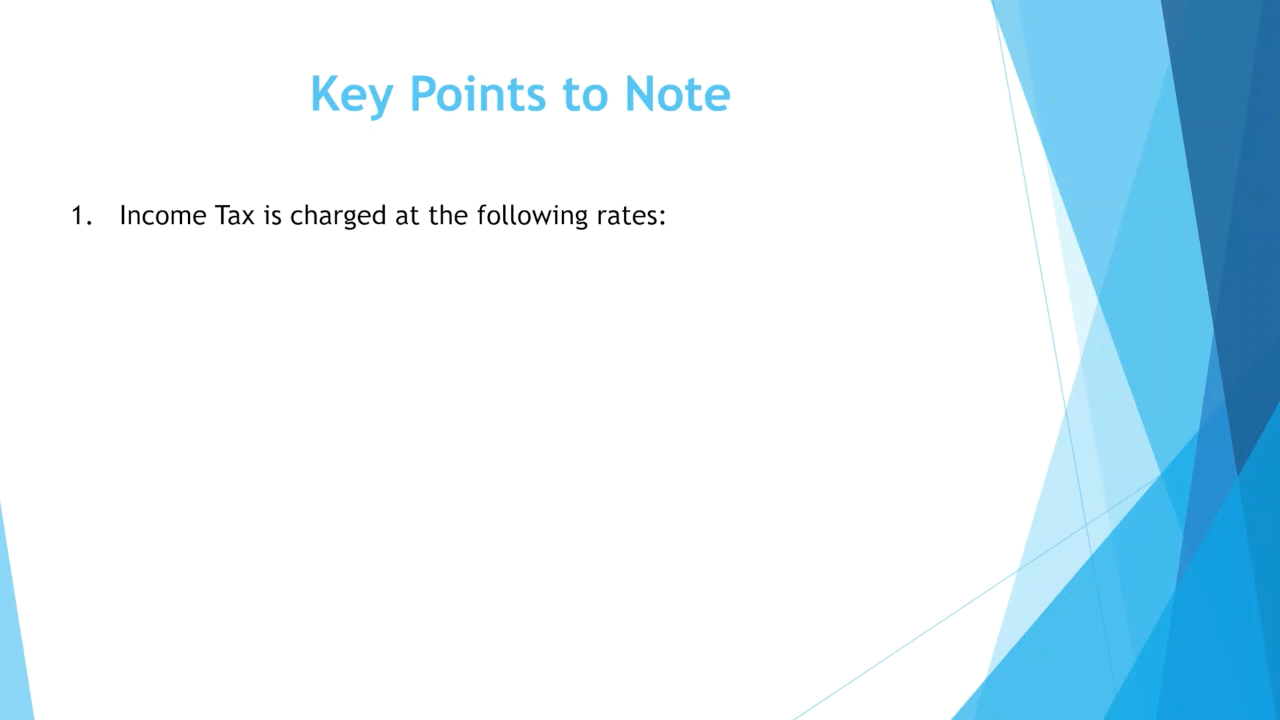 Key Points to Note
1. Income Tax is charged at the following rates: